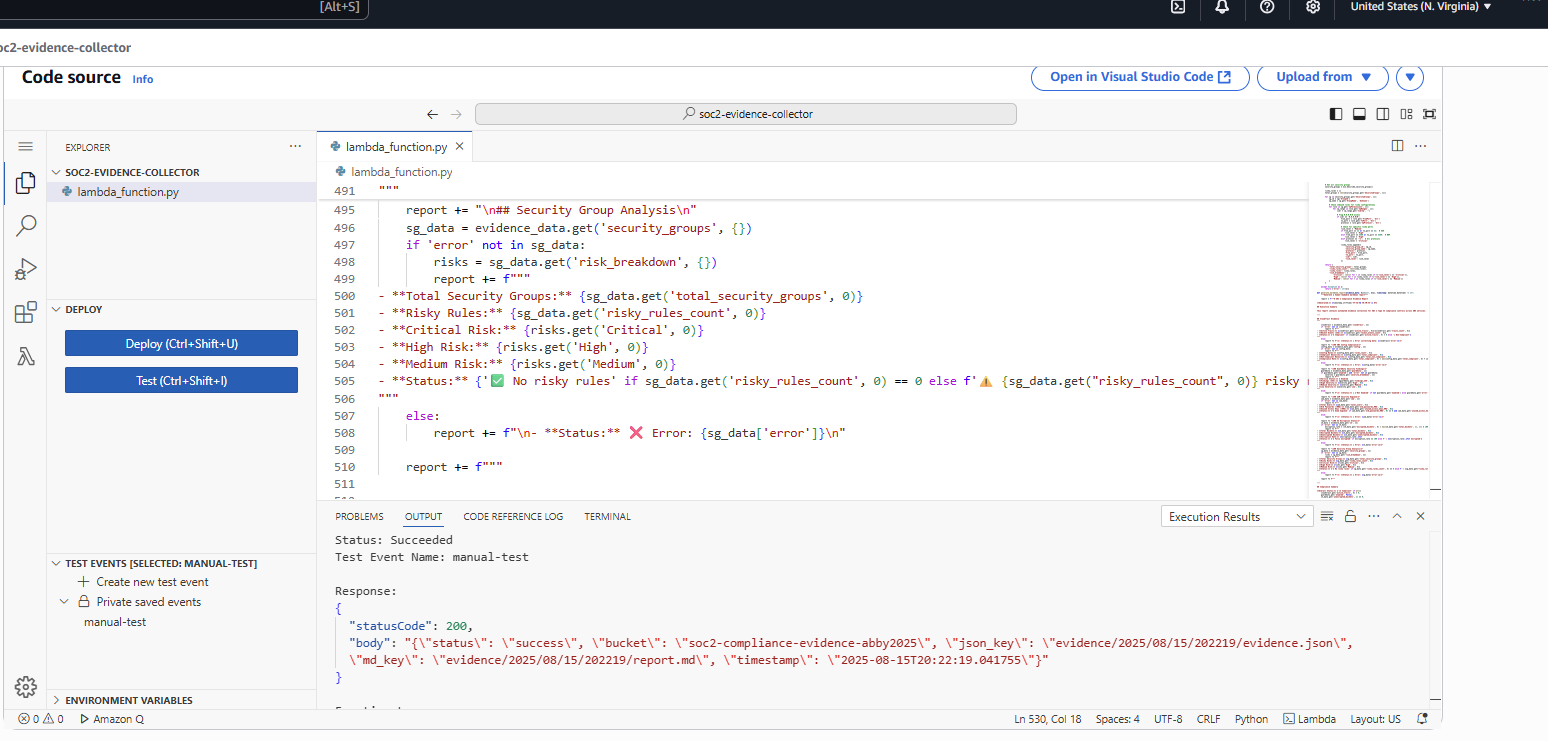 [Alt+S]
United States (N. Virginia) ▼
oc2-evidence-collector
Code source Info
Open in Visual Studio Code
Upload from ▼
soc2-evidence-collector
EXPLORER
SOC2-EVIDENCE-COLLECTOR
lambda_function.py
DEPLOY
Deploy (Ctrl+Shift+U)
Test (Ctrl+Shift+I)
TEST EVENTS [SELECTED: MANUAL-TEST]
Create new test event
Private saved events
manual-test
ENVIRONMENT VARIABLES
lambda_function.py
lambda_function.py
491 """
495 report += "\n## Security Group Analysis\n"
496 sg_data = evidence_data.get('security_groups', {})
497 if 'error' not in sg_data:
498 risks = sg_data.get('risk_breakdown', {})
499 report += f"""
500 - **Total Security Groups:** {sg_data.get('total_security_groups', 0)}
501 - **Risky Rules:** {sg_data.get('risky_rules_count', 0)}
502 - **Critical Risk:** {risks.get('Critical', 0)}
503 - **High Risk:** {risks.get('High', 0)}
504 - **Medium Risk:** {risks.get('Medium', 0)}
505 - **Status:** {'✅ No risky rules' if sg_data.get('risky_rules_count', 0) == 0 else f'⚠️ {sg_data.get("risky_rules_count", 0)} risky
506 """
507 else:
508 report += f"\n- **Status:** ❌ Error: {sg_data['error']}\n"
509
510 report += f"""
511
PROBLEMS OUTPUT CODE REFERENCE LOG TERMINAL
Execution Results
Status: Succeeded
Test Event Name: manual-test
Response:
{
"statusCode": 200,
"body": "{\"status\": \"success\", \"bucket\": \"soc2-compliance-evidence-abby2025\", \"json_key\": \"evidence/2025/08/15/202219/evidence.json\",
\"md_key\": \"evidence/2025/08/15/202219/report.md\", \"timestamp\": \"2025-08-15T20:22:19.041755\"}"
}
0 0 Amazon Q
Ln 530, Col 18 Spaces: 4 UTF-8 CRLF Python Lambda Layout: US